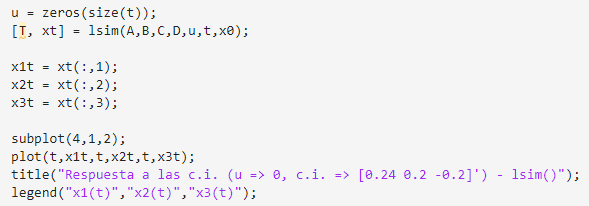 u = zeros(size(t));
[T, xt] = lsim(A,B,C,D,u,t,x0);
x1t = xt(:,1);
x2t = xt(:,2);
x3t = xt(:,3);
subplot(4,1,2);
plot(t,x1t,t,x2t,t,x3t);
title("Respuesta a las c.i. (u => 0, c.i. => [0.24 0.2 -0.2]') - lsim()");
legend("x1(t)","x2(t)","x3(t)");